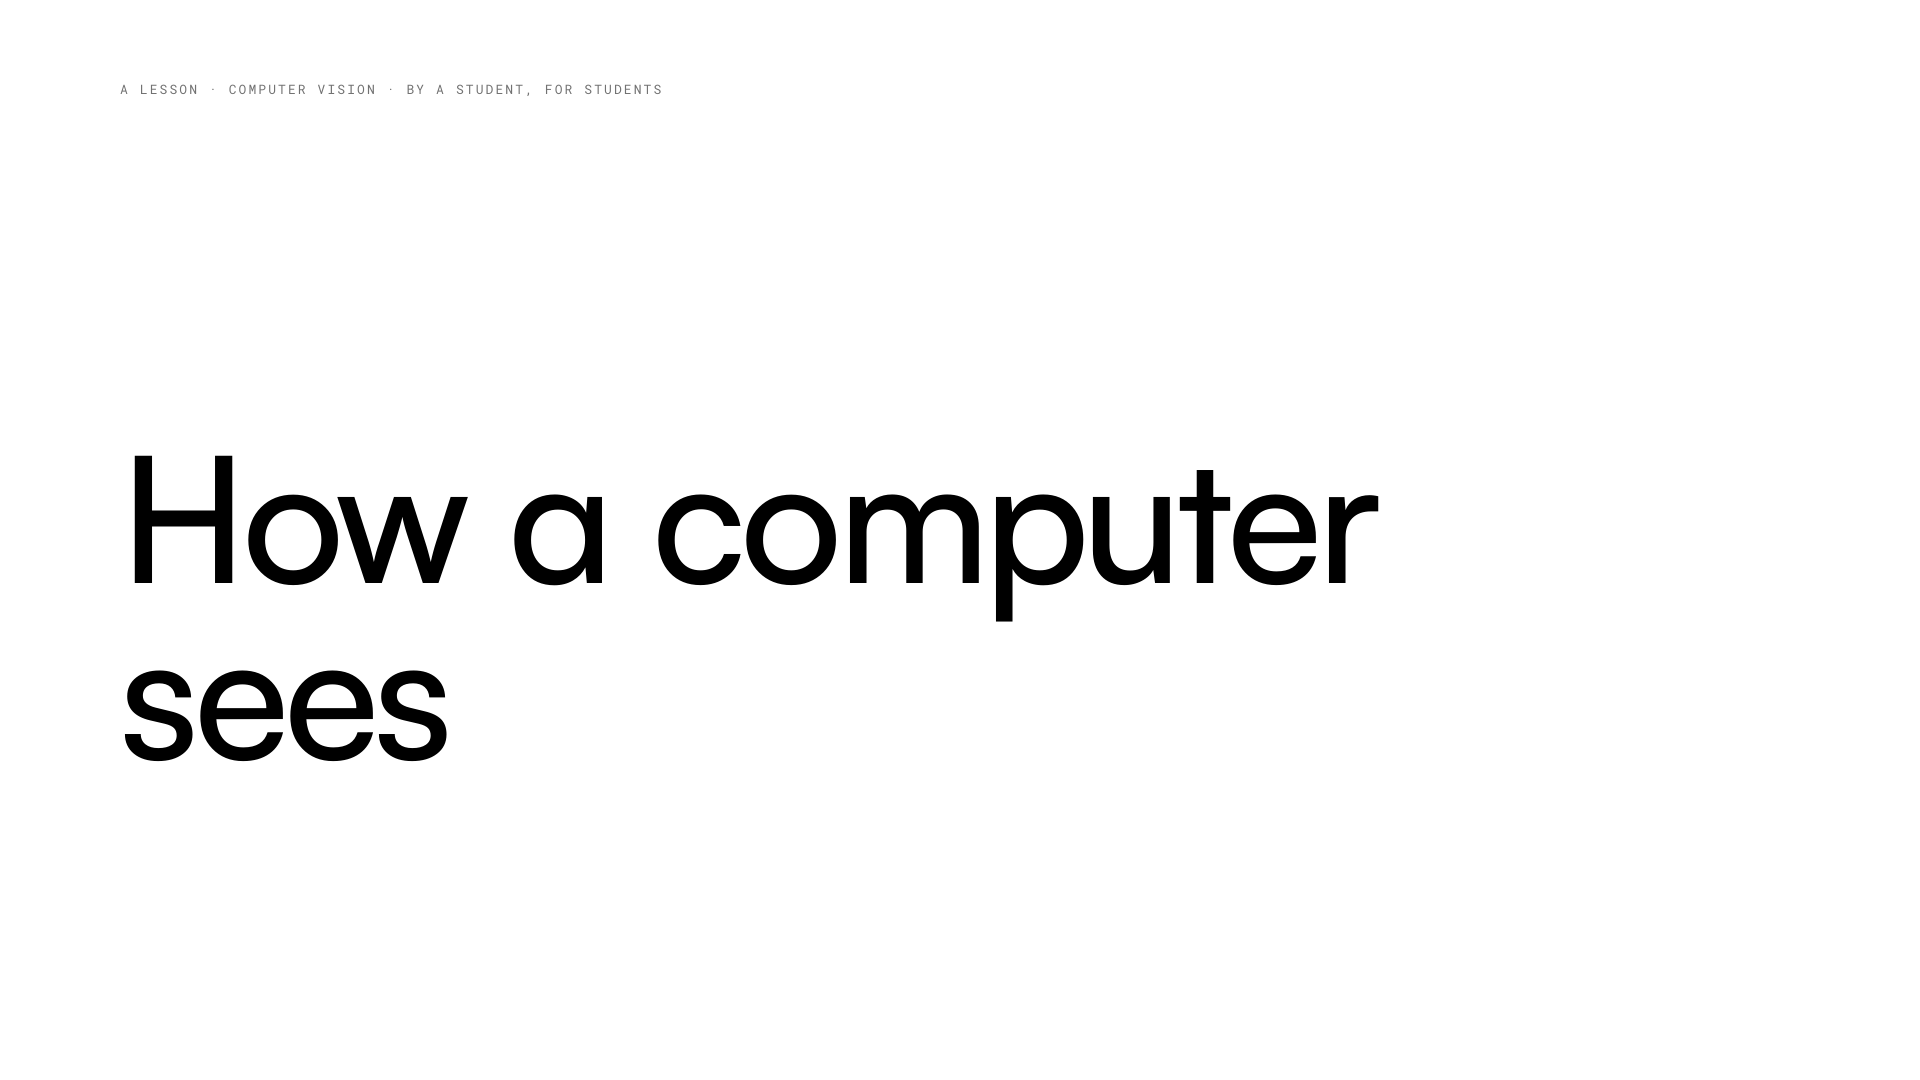 A LESSON · COMPUTER VISION · BY A STUDENT, FOR STUDENTS
How a computer
sees